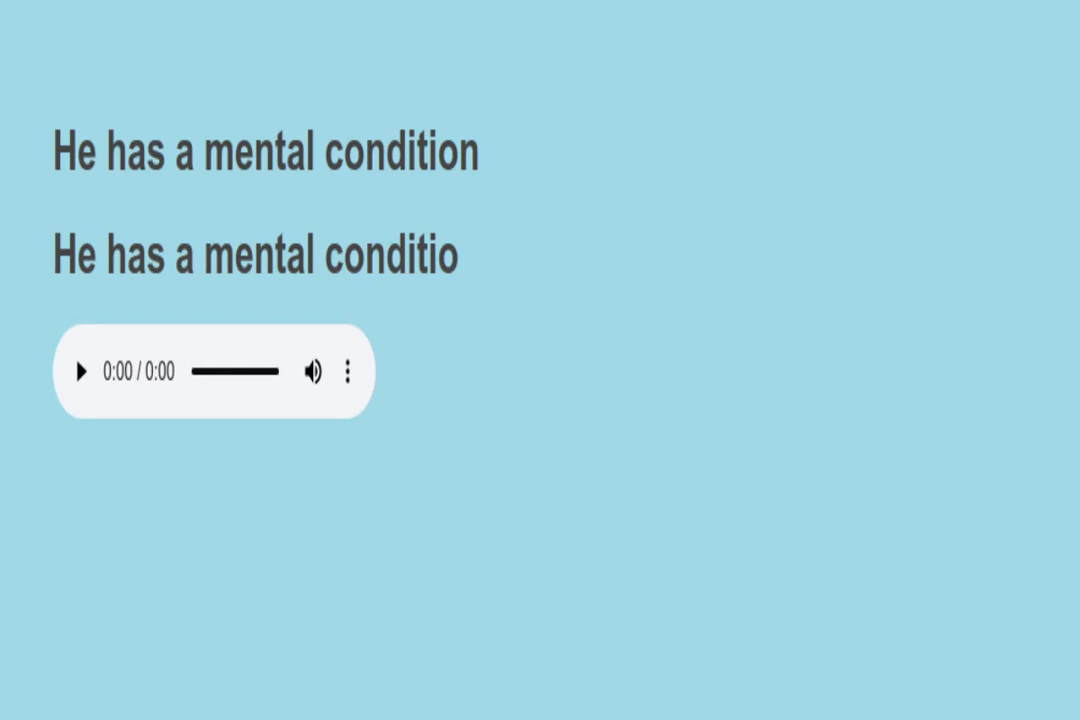 He has a mental condition
He has a mental conditio
0:00 / 0:00